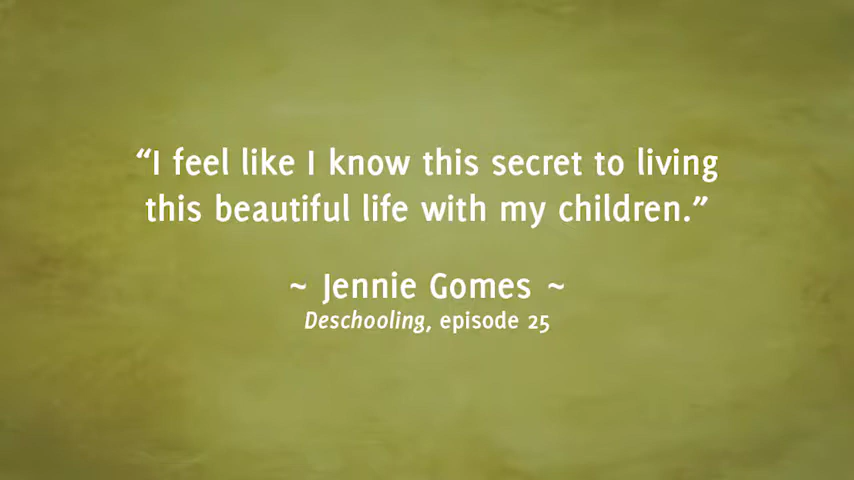 “I feel like I know this secret to living
this beautiful life with my children.”
~ Jennie Gomes ~
Deschooling, episode 25